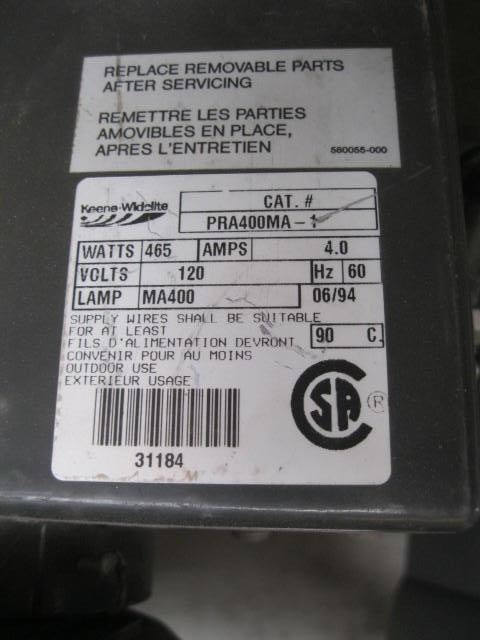 REPLACE REMOVABLE PARTS
AFTER SERVICING
REMETTRE LES PARTIES
AMOVIBLES EN PLACE,
APRES L'ENTRETIEN 580055-000
Keene-Widelite
CAT. #
PRA400MA-1
WATTS 465 AMPS 4.0
VOLTS 120 Hz 60
LAMP MA400 06/94
SUPPLY WIRES SHALL BE SUITABLE
FOR AT LEAST
FILS D'ALIMENTATION DEVRONT 90 C.
CONVENIR POUR AU MOINS
OUTDOOR USE
EXTERIEUR USAGE
CSA ®
31184